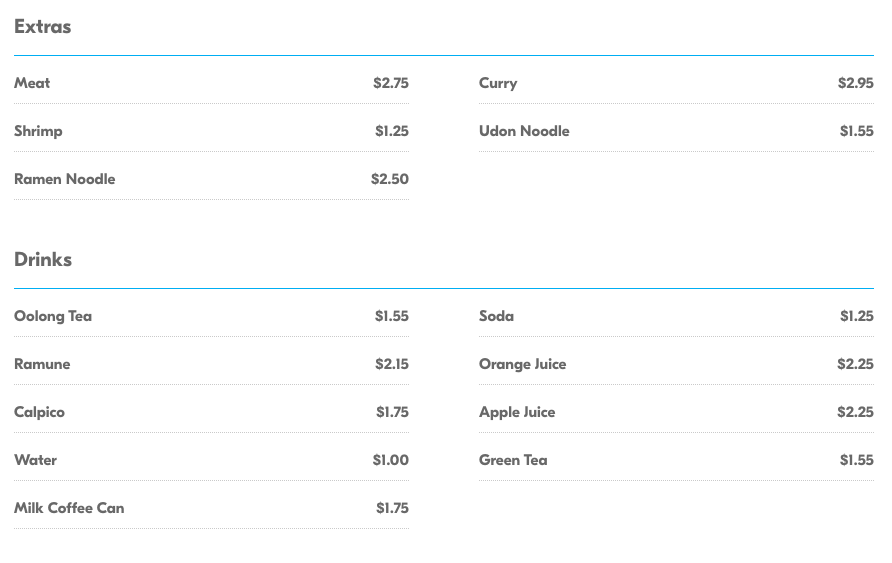 Extras
Meat $2.75
Curry $2.95
Shrimp $1.25
Udon Noodle $1.55
Ramen Noodle $2.50
Drinks
Oolong Tea $1.55
Soda $1.25
Ramune $2.15
Orange Juice $2.25
Calpico $1.75
Apple Juice $2.25
Water $1.00
Green Tea $1.55
Milk Coffee Can $1.75